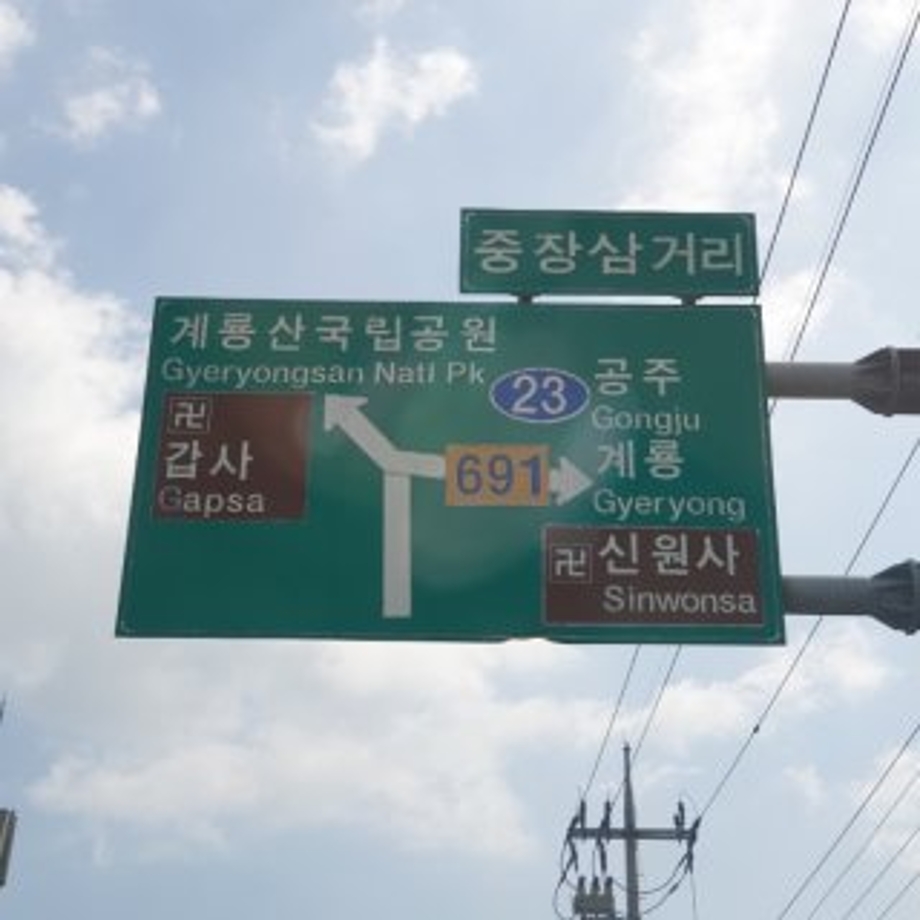 중장삼거리
계룡산국립공원
Gyeryongsan Natl Pk
卍
갑사
Gapsa
23
공주
Gongju
691
계룡
Gyeryong
卍 신원사
Sinwonsa